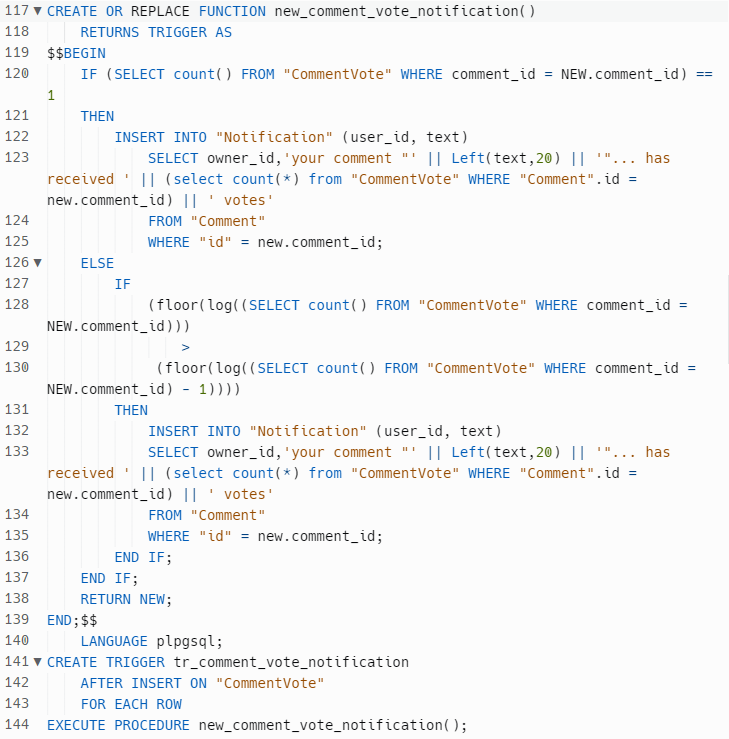 117 ▼ CREATE OR REPLACE FUNCTION new_comment_vote_notification()
118 RETURNS TRIGGER AS
119 $$BEGIN
120 IF (SELECT count() FROM "CommentVote" WHERE comment_id = NEW.comment_id) ==
1
121 THEN
122 INSERT INTO "Notification" (user_id, text)
123 SELECT owner_id,'your comment "' || Left(text,20) || '"... has
received ' || (select count(*) from "CommentVote" WHERE "Comment".id =
new.comment_id) || ' votes'
124 FROM "Comment"
125 WHERE "id" = new.comment_id;
126 ▼ ELSE
127 IF
128 (floor(log((SELECT count() FROM "CommentVote" WHERE comment_id =
NEW.comment_id)))
129 >
130 (floor(log((SELECT count() FROM "CommentVote" WHERE comment_id =
NEW.comment_id) - 1))))
131 THEN
132 INSERT INTO "Notification" (user_id, text)
133 SELECT owner_id,'your comment "' || Left(text,20) || '"... has
received ' || (select count(*) from "CommentVote" WHERE "Comment".id =
new.comment_id) || ' votes'
134 FROM "Comment"
135 WHERE "id" = new.comment_id;
136 END IF;
137 END IF;
138 RETURN NEW;
139 END;$$
140 LANGUAGE plpgsql;
141 ▼ CREATE TRIGGER tr_comment_vote_notification
142 AFTER INSERT ON "CommentVote"
143 FOR EACH ROW
144 EXECUTE PROCEDURE new_comment_vote_notification();